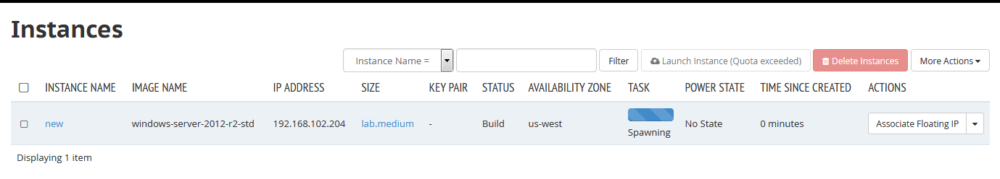 Instances
Instance Name = Filter Launch Instance (Quota exceeded) Delete Instances More Actions
INSTANCE NAME IMAGE NAME IP ADDRESS SIZE KEY PAIR STATUS AVAILABILITY ZONE TASK POWER STATE TIME SINCE CREATED ACTIONS
new windows-server-2012-r2-std 192.168.102.204 lab.medium - Build us-west Spawning No State 0 minutes Associate Floating IP
Displaying 1 item